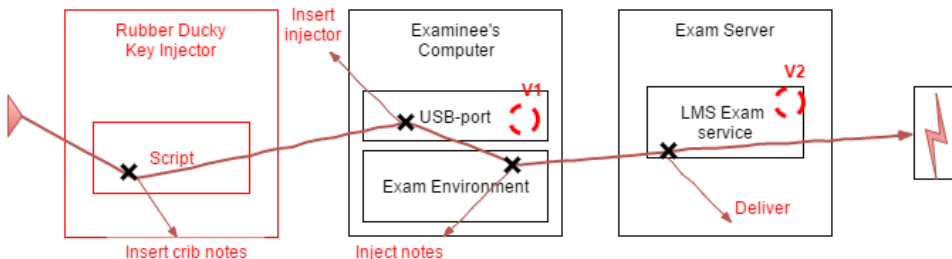 Rubber Ducky
Key Injector
Script
Insert crib notes
Insert
injector
Examinee's
Computer
V1
USB-port
Exam Environment
Inject notes
Exam Server
V2
LMS Exam
service
Deliver